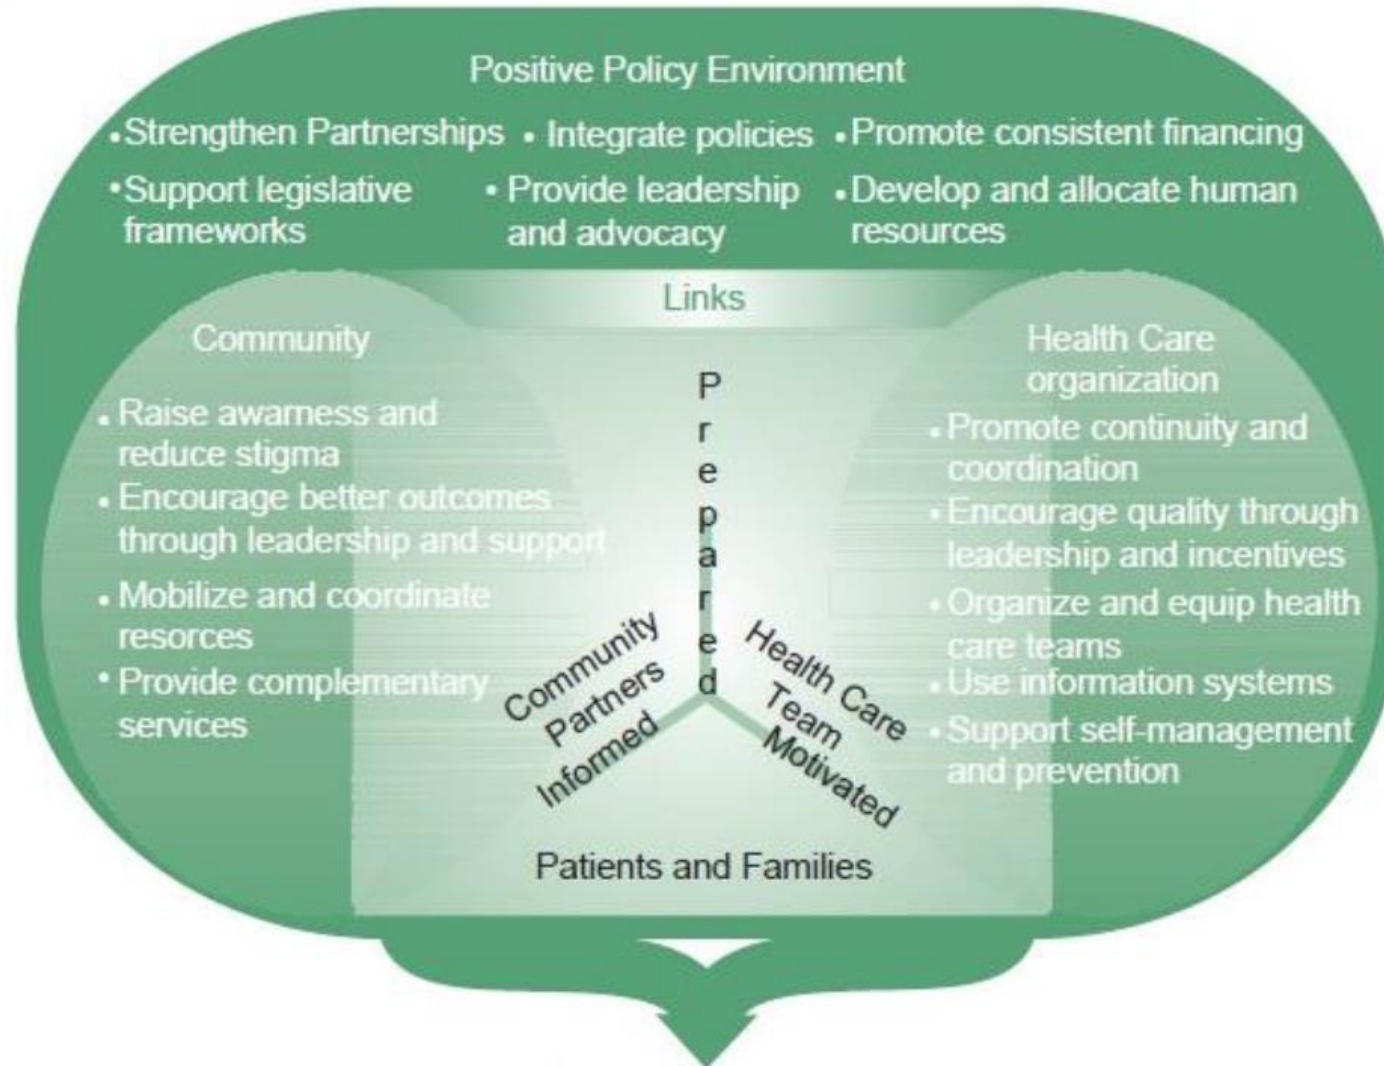 Positive Policy Environment
•Strengthen Partnerships • Integrate policies •Promote consistent financing
•Support legislative
frameworks
• Provide leadership
and advocacy
•Develop and allocate human
resources
Links
Community
• Raise awarness and
reduce stigma
• Encourage better outcomes
through leadership and support
• Mobilize and coordinate
resorces
• Provide complementary
services
Prepared
Community
Partners
Informed
Health Care
Team
Motivated
Patients and Families
Health Care
organization
•Promote continuity and
coordination
•Encourage quality through
leadership and incentives
•Organize and equip health
care teams
•Use information systems
•Support self-management
and prevention